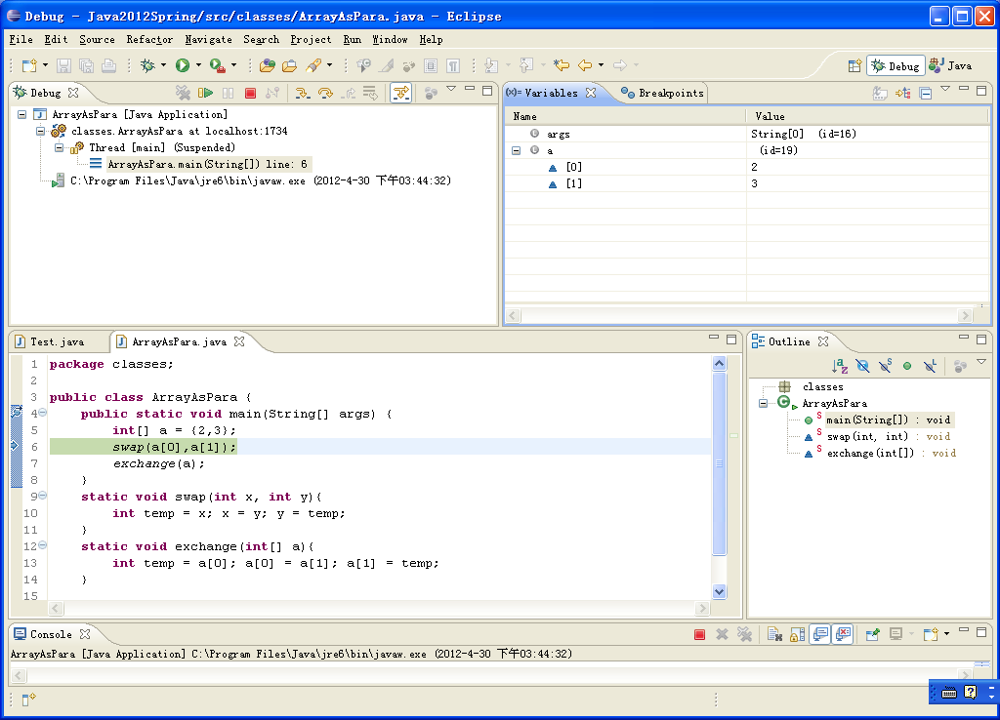 Debug - Java2012Spring/src/classes/ArrayAsPara.java - Eclipse
File Edit Source Refactor Navigate Search Project Run Window Help
Debug Java
Debug
ArrayAsPara [Java Application]
classes.ArrayAsPara at localhost:1734
Thread [main] (Suspended)
ArrayAsPara.main(String[]) line: 6
C:\Program Files\Java\jre6\bin\javaw.exe (2012-4-30 下午03:44:32)
(x)= Variables Breakpoints
Name Value
args String[0] (id=16)
a (id=19)
[0] 2
[1] 3
Test.java ArrayAsPara.java
1 package classes;
2
3 public class ArrayAsPara {
4 public static void main(String[] args) {
5 int[] a = {2,3};
6 swap(a[0],a[1]);
7 exchange(a);
8 }
9 static void swap(int x, int y){
10 int temp = x; x = y; y = temp;
11 }
12 static void exchange(int[] a){
13 int temp = a[0]; a[0] = a[1]; a[1] = temp;
14 }
15
Outline
classes
ArrayAsPara
main(String[]) : void
swap(int, int) : void
exchange(int[]) : void
Console
ArrayAsPara [Java Application] C:\Program Files\Java\jre6\bin\javaw.exe (2012-4-30 下午03:44:32)